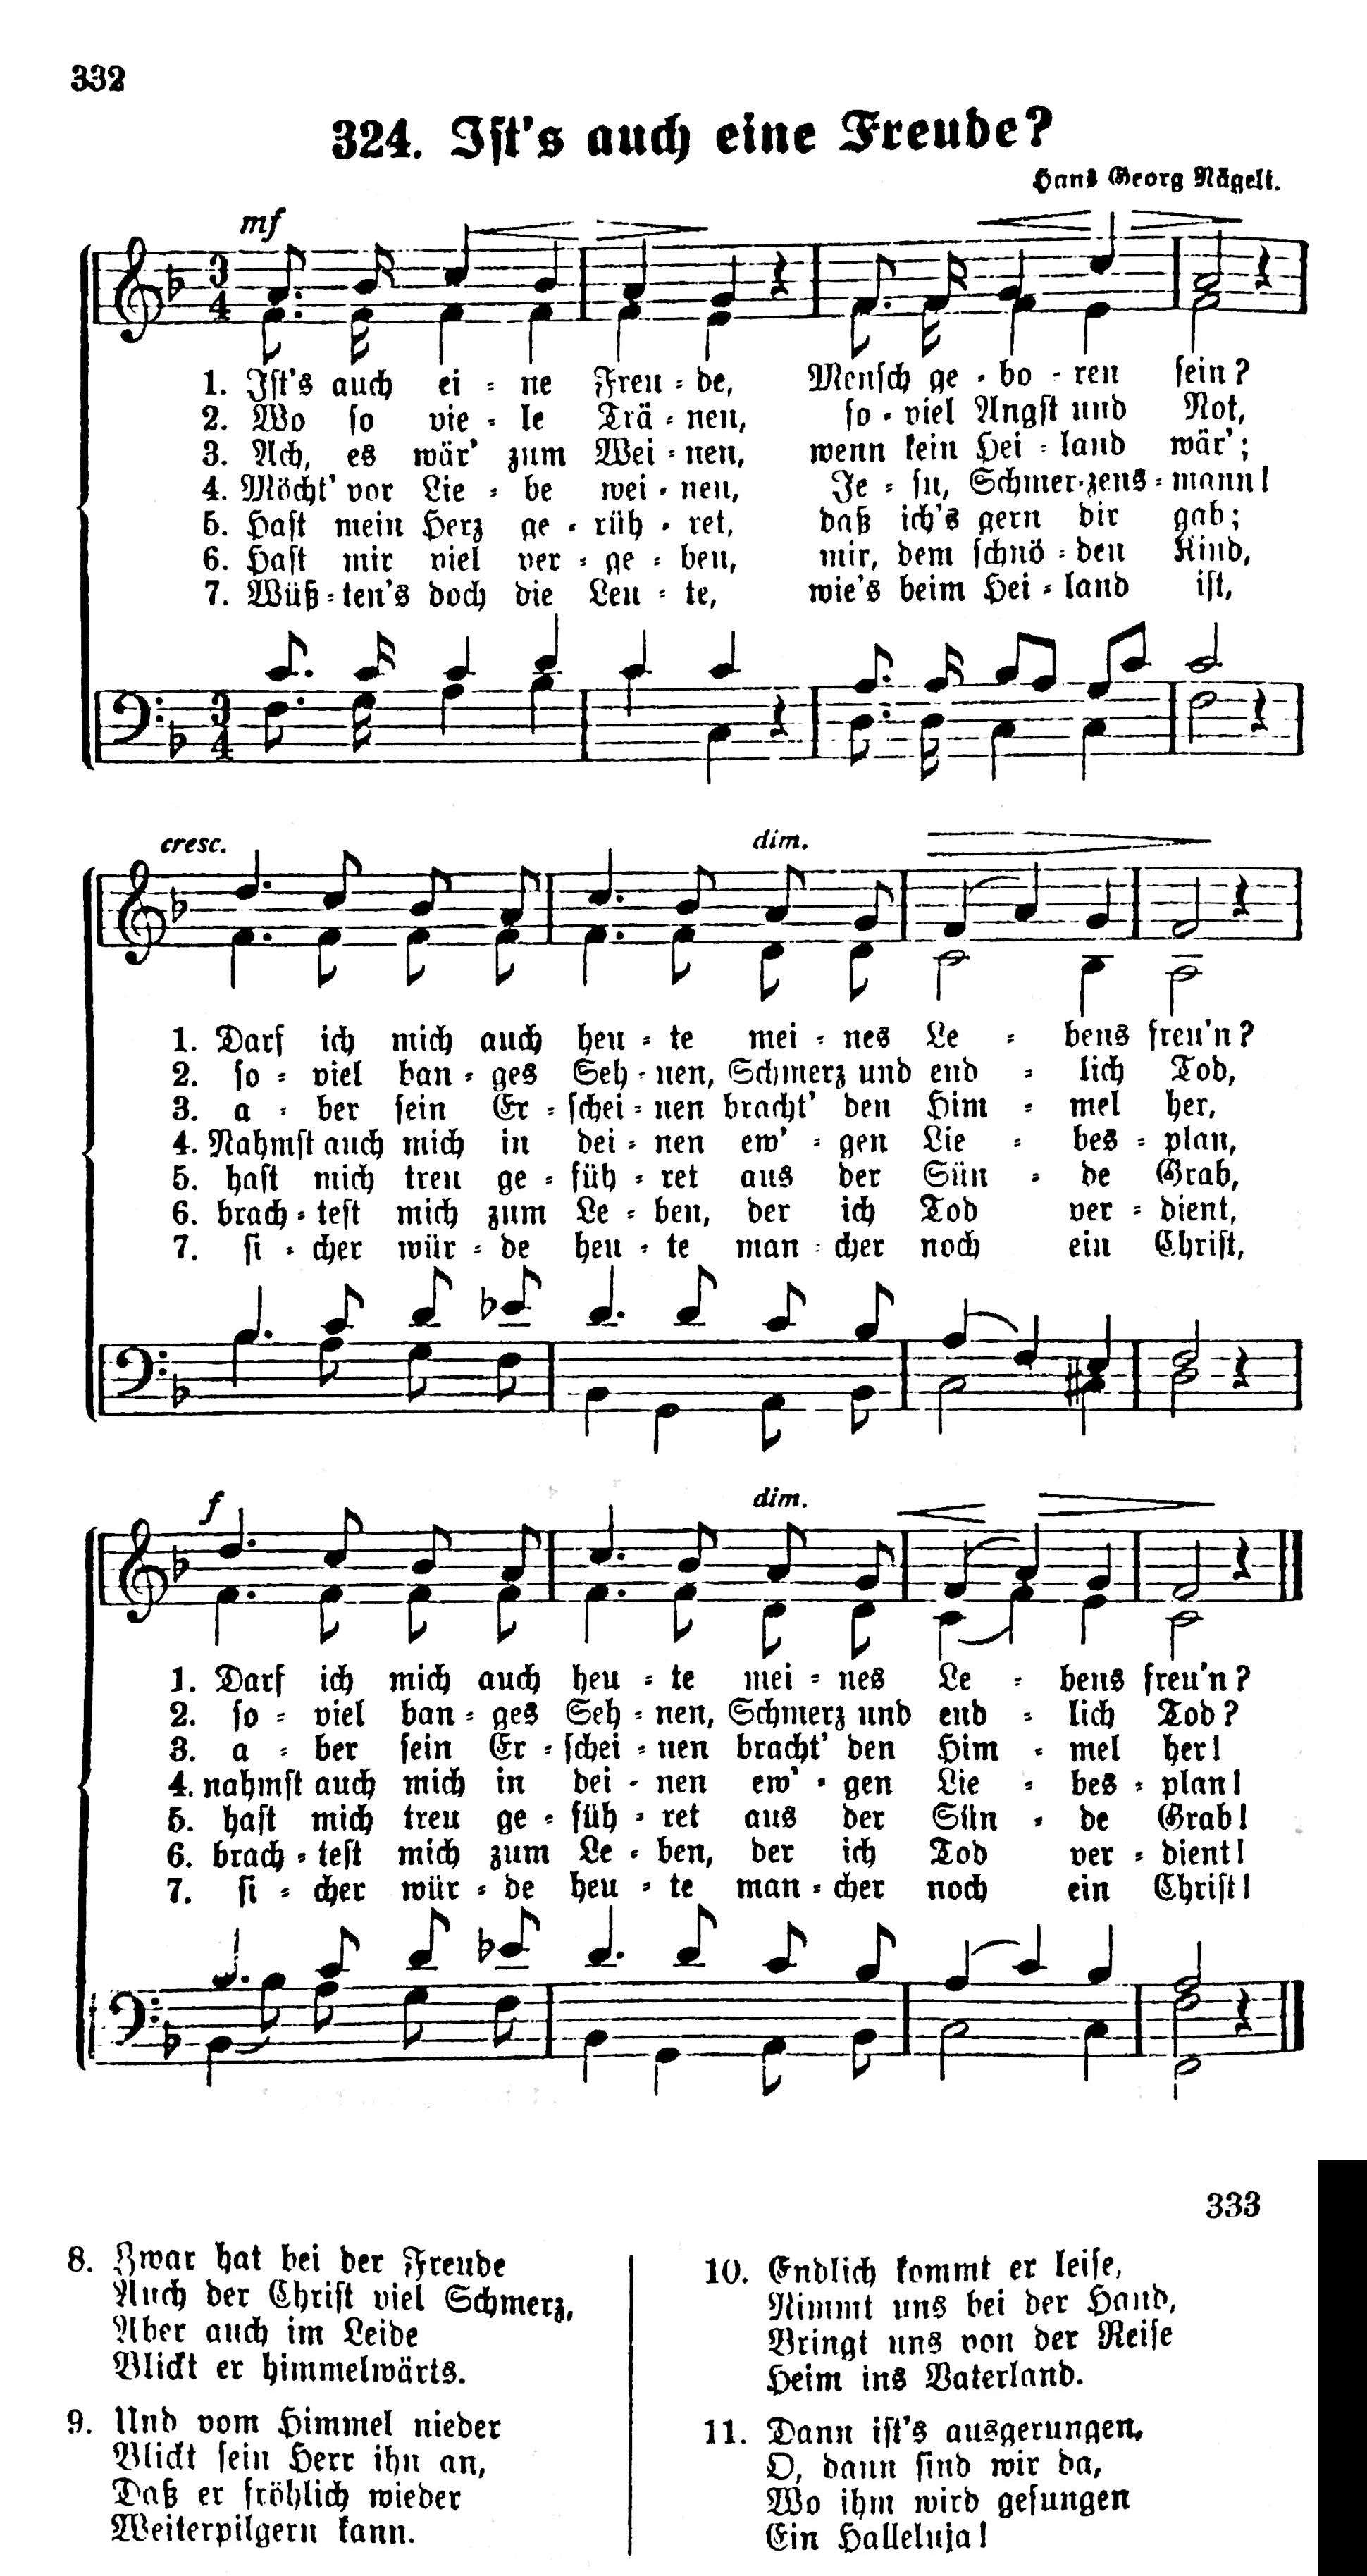 332
324. Ist's auch eine Freude?
Hans Georg Nägeli.
mf
1. Ist's auch ei - ne Freu - de, Mensch ge - bo - ren sein?
2. Wo so vie - le Trä - nen, so - viel Angst und Not,
3. Ach, es wär' zum Wei - nen, wenn kein Hei - land wär';
4. Möcht' vor Lie - be wei - nen, Je - su, Schmer-zens - mann!
5. Hast mein Herz ge - rüh - ret, daß ich's gern dir gab;
6. Hast mir viel ver - ge - ben, mir, dem schnö - den Kind,
7. Wüß - ten's doch die Leu - te, wie's beim Hei - land ist,
cresc. dim.
1. Darf ich mich auch heu - te mei - nes Le - bens freu'n?
2. so - viel ban - ges Seh - nen, Schmerz und end - lich Tod,
3. a - ber sein Er - schei - nen bracht' den Him - mel her,
4. Nahmst auch mich in dei - nen ew' - gen Lie - bes - plan,
5. hast mich treu ge - füh - ret aus der Sün - de Grab,
6. brach - test mich zum Le - ben, der ich Tod ver - dient,
7. si - cher wür - de heu - te man - cher noch ein Christ,
f dim.
1. Darf ich mich auch heu - te mei - nes Le - bens freu'n?
2. so - viel ban - ges Seh - nen, Schmerz und end - lich Tod?
3. a - ber sein Er - schei - nen bracht' den Him - mel her!
4. nahmst auch mich in dei - nen ew' - gen Lie - bes - plan!
5. hast mich treu ge - füh - ret aus der Sün - de Grab!
6. brach - test mich zum Le - ben, der ich Tod ver - dient!
7. si - cher wür - de heu - te man - cher noch ein Christ!
333
8. Zwar hat bei der Freude
Auch der Christ viel Schmerz,
Aber auch im Leide
Blickt er himmelwärts.
9. Und vom Himmel nieder
Blickt sein Herr ihn an,
Daß er fröhlich wieder
Weiterpilgern kann.
10. Endlich kommt er leise,
Nimmt uns bei der Hand,
Bringt uns von der Reise
Heim ins Vaterland.
11. Dann ist's ausgerungen,
O, dann sind wir da,
Wo ihm wird gesungen
Ein Halleluja!